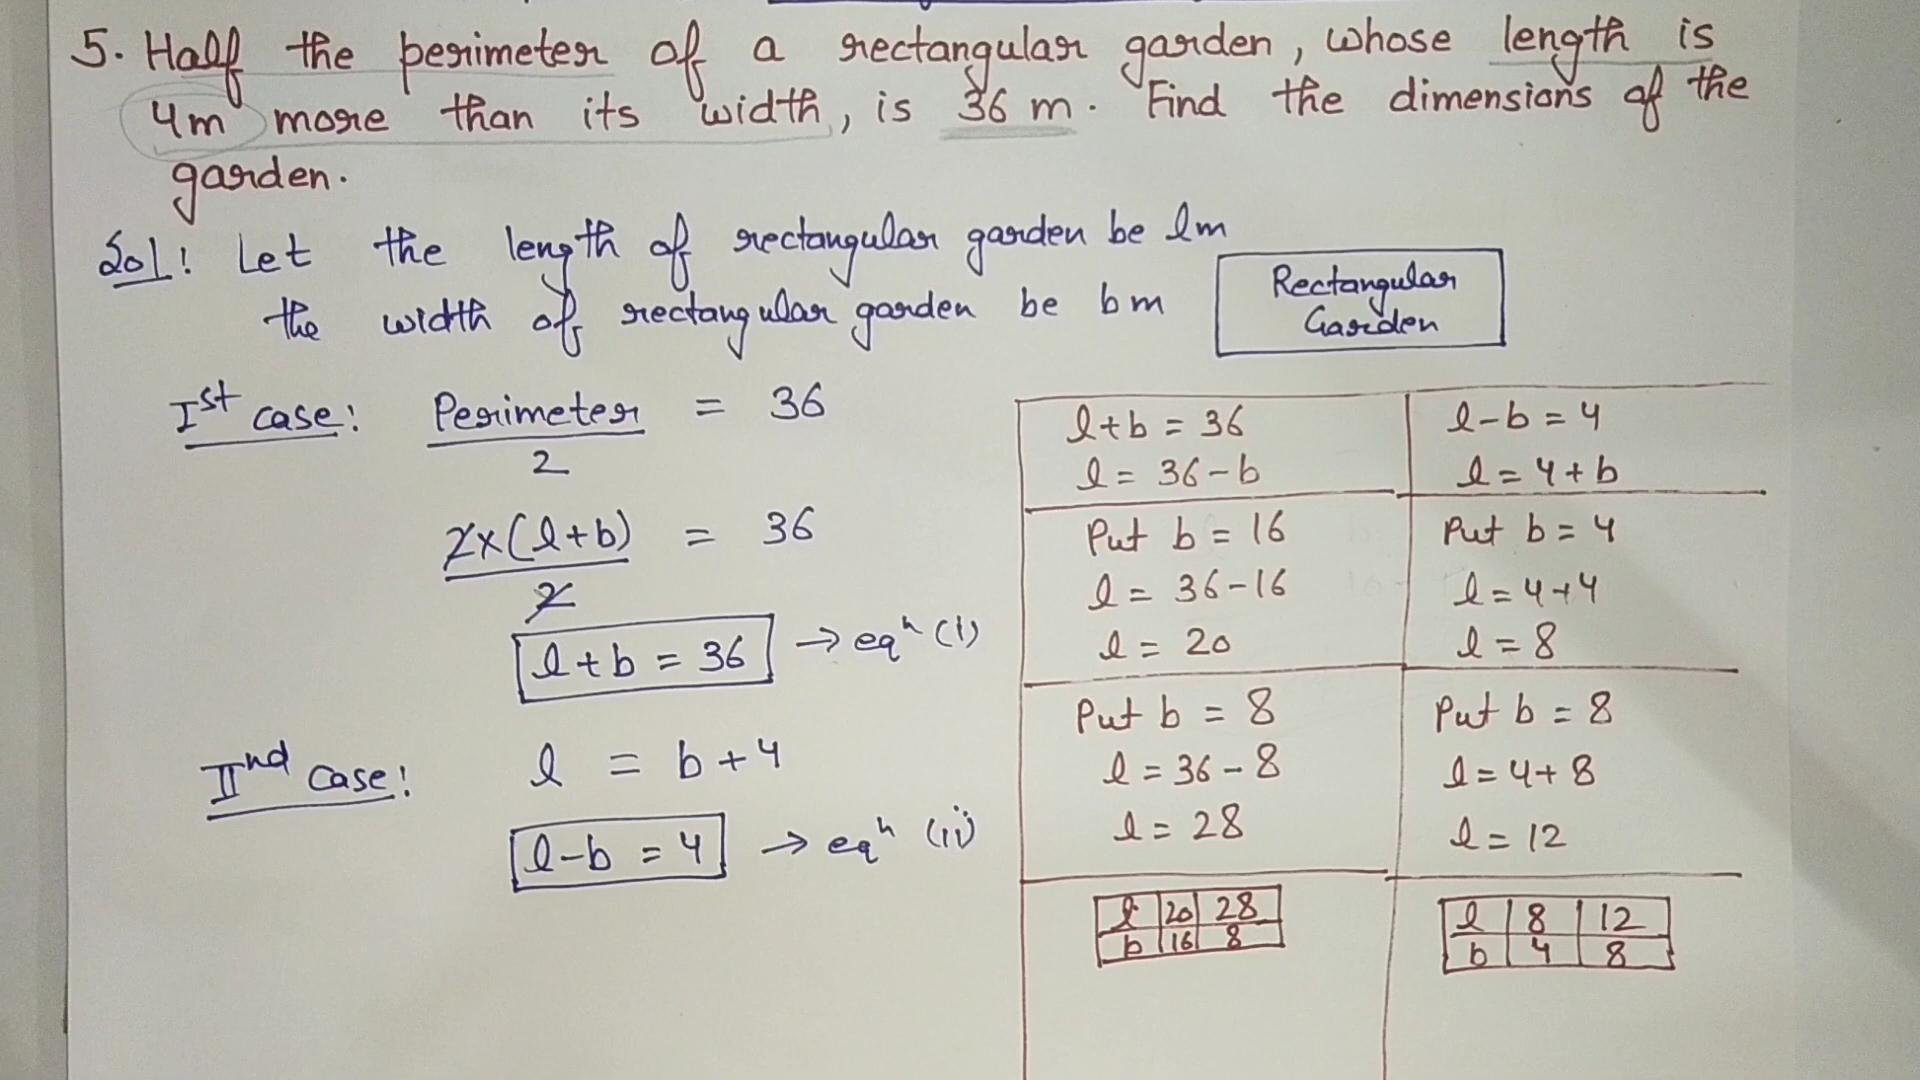 5. Half the perimeter of a rectangular garden, whose length is
4m more than its width, is 36 m. Find the dimensions of the
garden.
Sol: Let the length of rectangular garden be lm
the width of rectangular garden be b m
Rectangular
Garden
Ist case: Perimeter/2 = 36
2×(l+b)/2 = 36
l+b = 36 → eqn (i)
IInd case: l = b+4
l-b = 4 → eqn (ii)
l+b = 36
l = 36-b
Put b = 16
l = 36-16
l = 20
Put b = 8
l = 36-8
l = 28
l 20 28
b 16 8
l-b = 4
l = 4+b
Put b = 4
l = 4+4
l = 8
Put b = 8
l = 4+8
l = 12
l 8 12
b 4 8